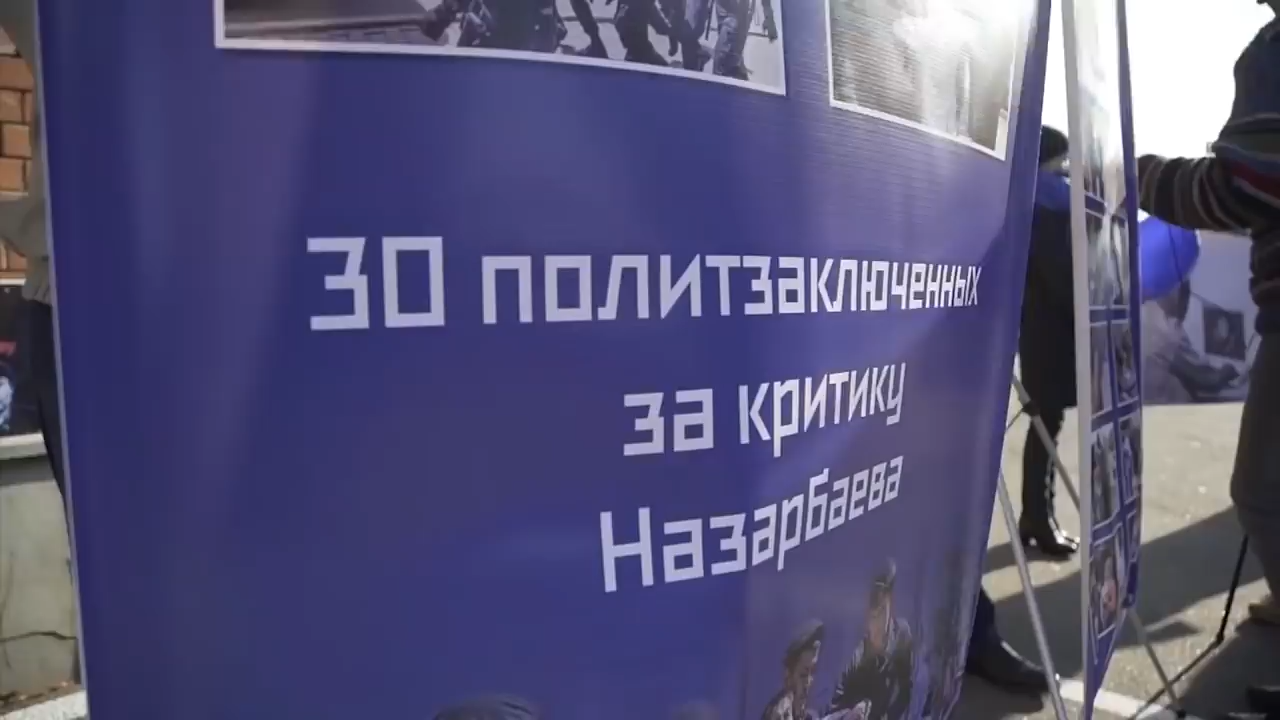 30 политзаключенных
за критику
Назарбаева